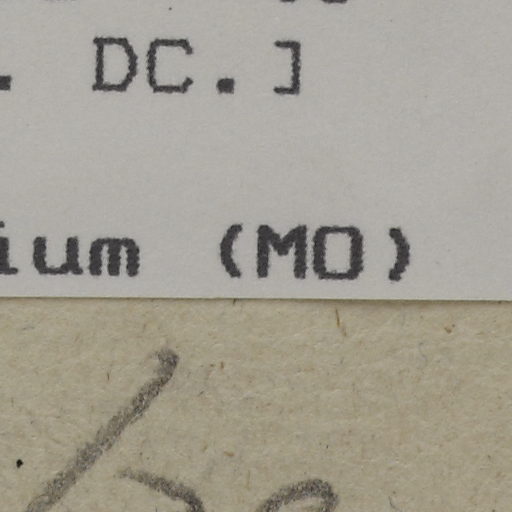 . DC.]
ium (MO)